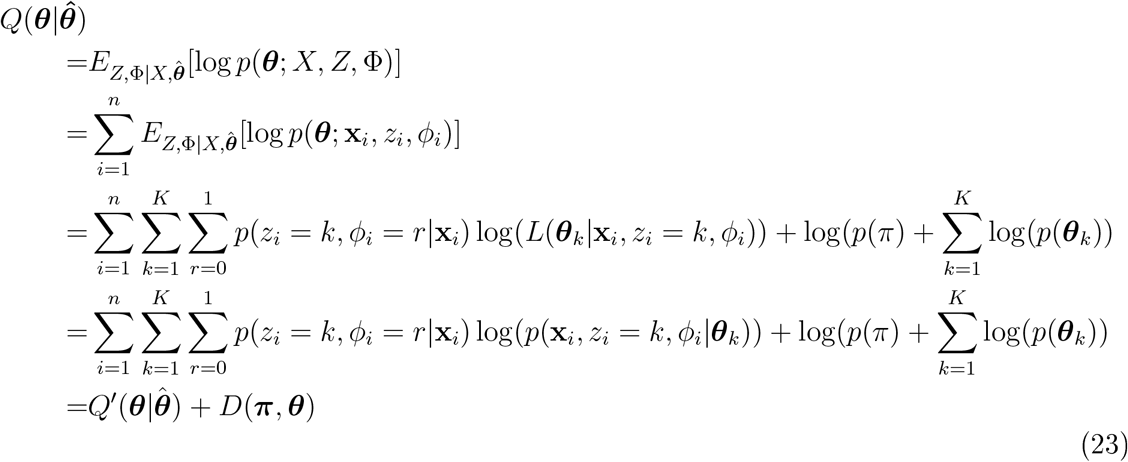 Q(θ|θ̂)
=E_{Z,Φ|X,θ̂}[log p(θ; X, Z, Φ)]
=∑_{i=1}^{n} E_{Z,Φ|X,θ̂}[log p(θ; x_i, z_i, ϕ_i)]
=∑_{i=1}^{n} ∑_{k=1}^{K} ∑_{r=0}^{1} p(z_i = k, ϕ_i = r|x_i) log(L(θ_k|x_i, z_i = k, ϕ_i)) + log(p(π) + ∑_{k=1}^{K} log(p(θ_k))
=∑_{i=1}^{n} ∑_{k=1}^{K} ∑_{r=0}^{1} p(z_i = k, ϕ_i = r|x_i) log(p(x_i, z_i = k, ϕ_i|θ_k)) + log(p(π) + ∑_{k=1}^{K} log(p(θ_k))
=Q′(θ|θ̂) + D(π, θ)
(23)